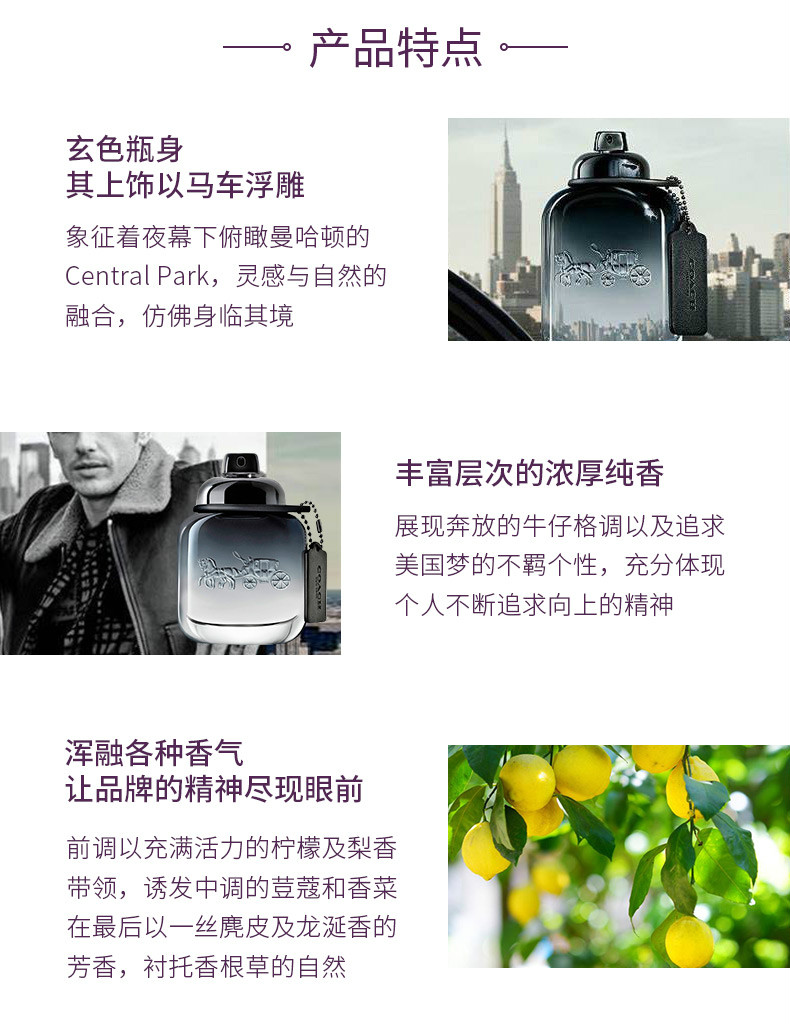 产品特点
玄色瓶身
其上饰以马车浮雕
象征着夜幕下俯瞰曼哈顿的
Central Park，灵感与自然的
融合，仿佛身临其境
COACH
COACH
丰富层次的浓厚纯香
展现奔放的牛仔格调以及追求
美国梦的不羁个性，充分体现
个人不断追求向上的精神
浑融各种香气
让品牌的精神尽现眼前
前调以充满活力的柠檬及梨香
带领，诱发中调的荳蔻和香菜
在最后以一丝麂皮及龙涎香的
芳香，衬托香根草的自然